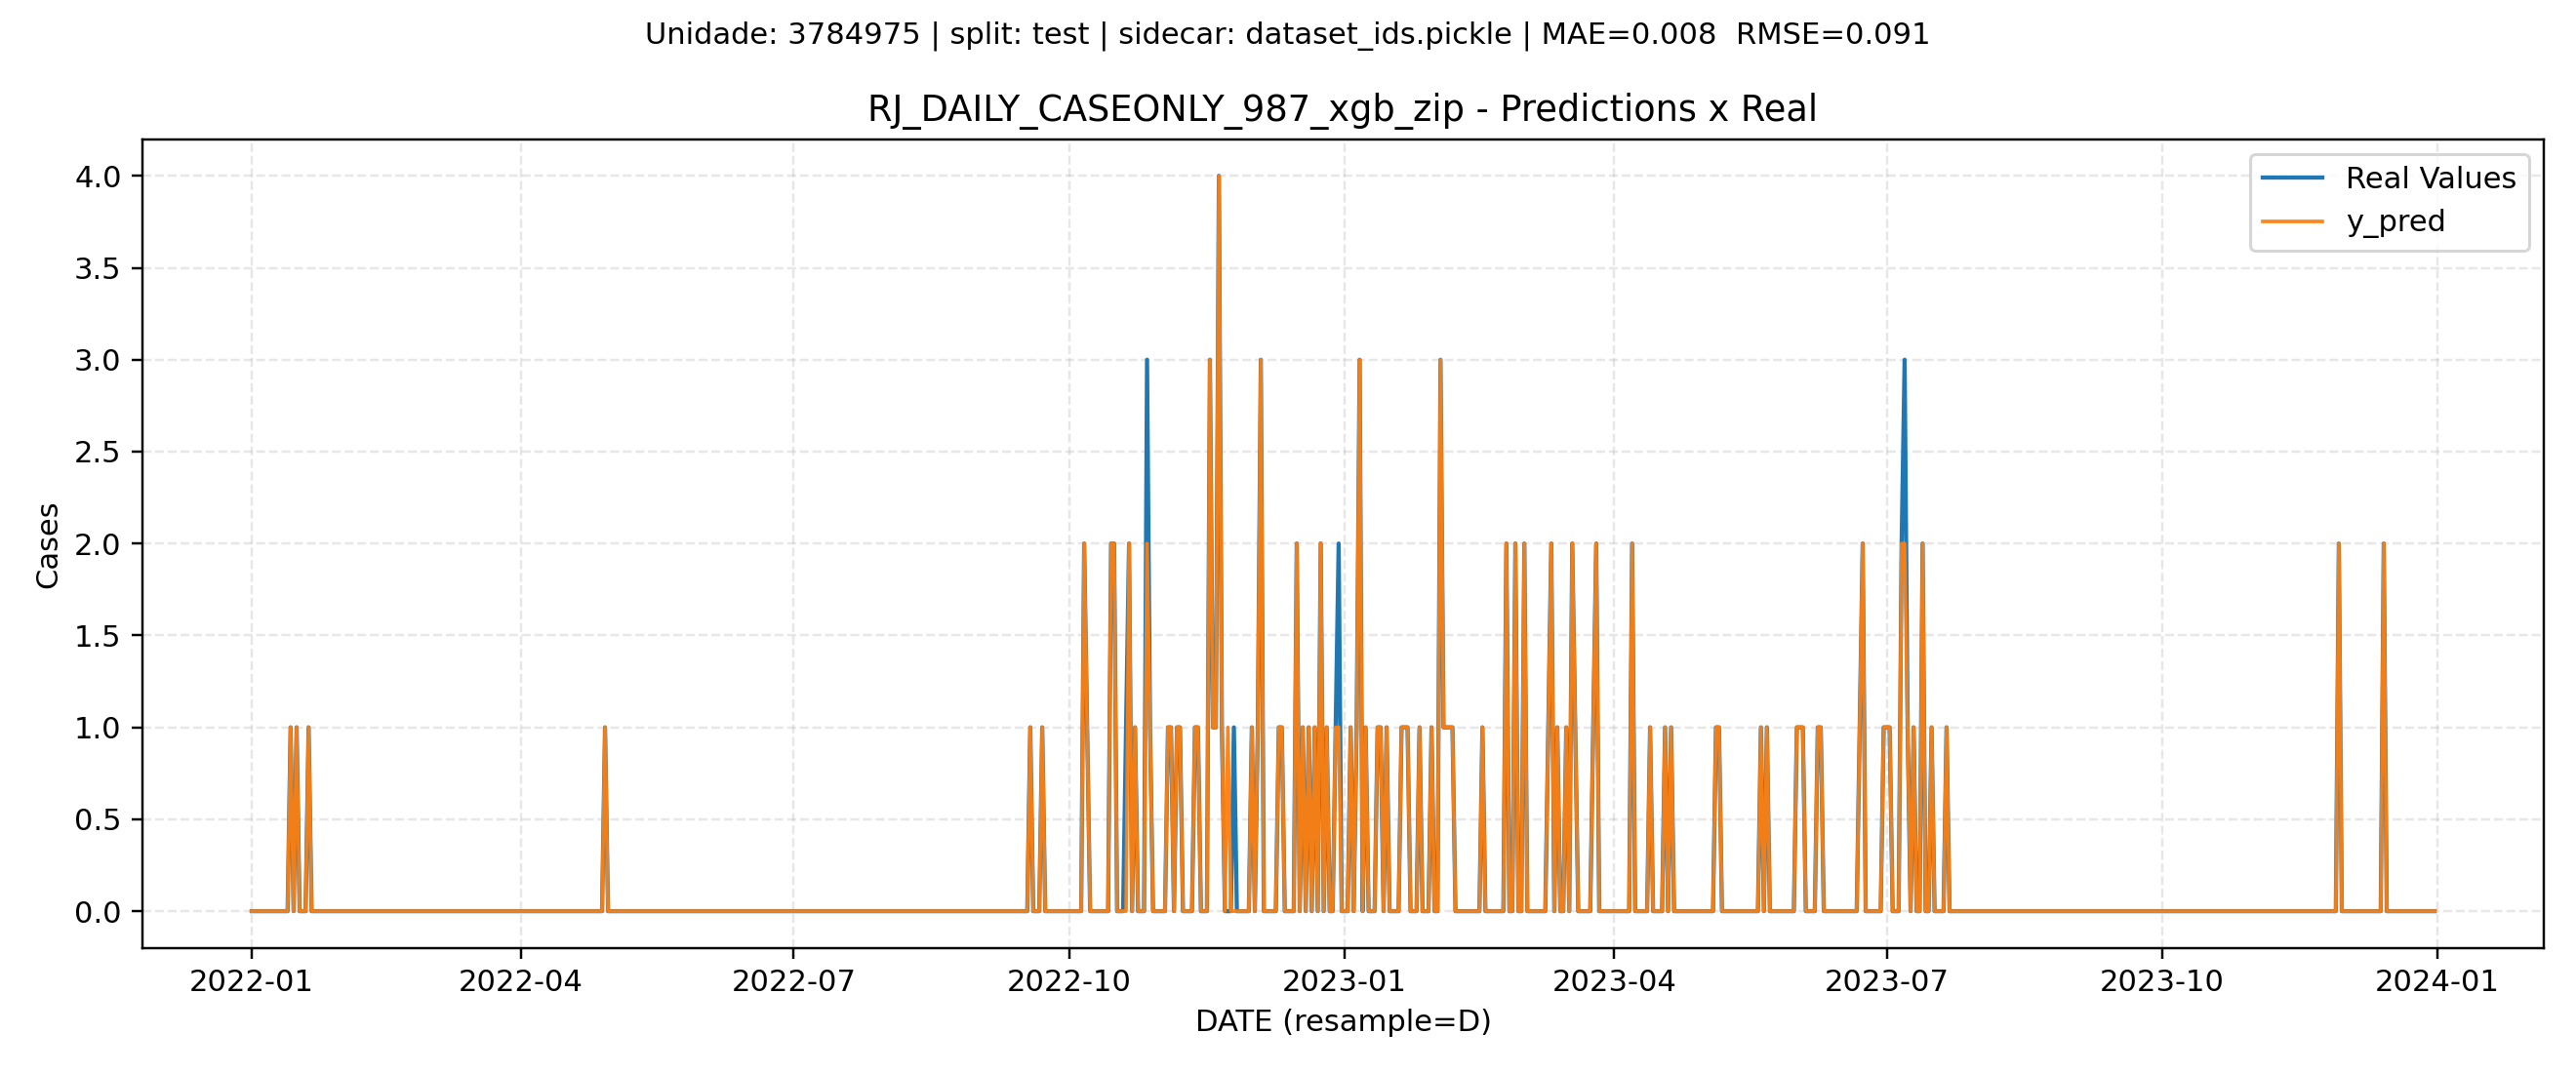 Unidade: 3784975 | split: test | sidecar: dataset_ids.pickle | MAE=0.008  RMSE=0.091
RJ_DAILY_CASEONLY_987_xgb_zip - Predictions x Real
Real Values
y_pred
4.0
3.5
3.0
2.5
2.0
1.5
1.0
0.5
0.0
Cases
2022-01 2022-04 2022-07 2022-10 2023-01 2023-04 2023-07 2023-10 2024-01
DATE (resample=D)